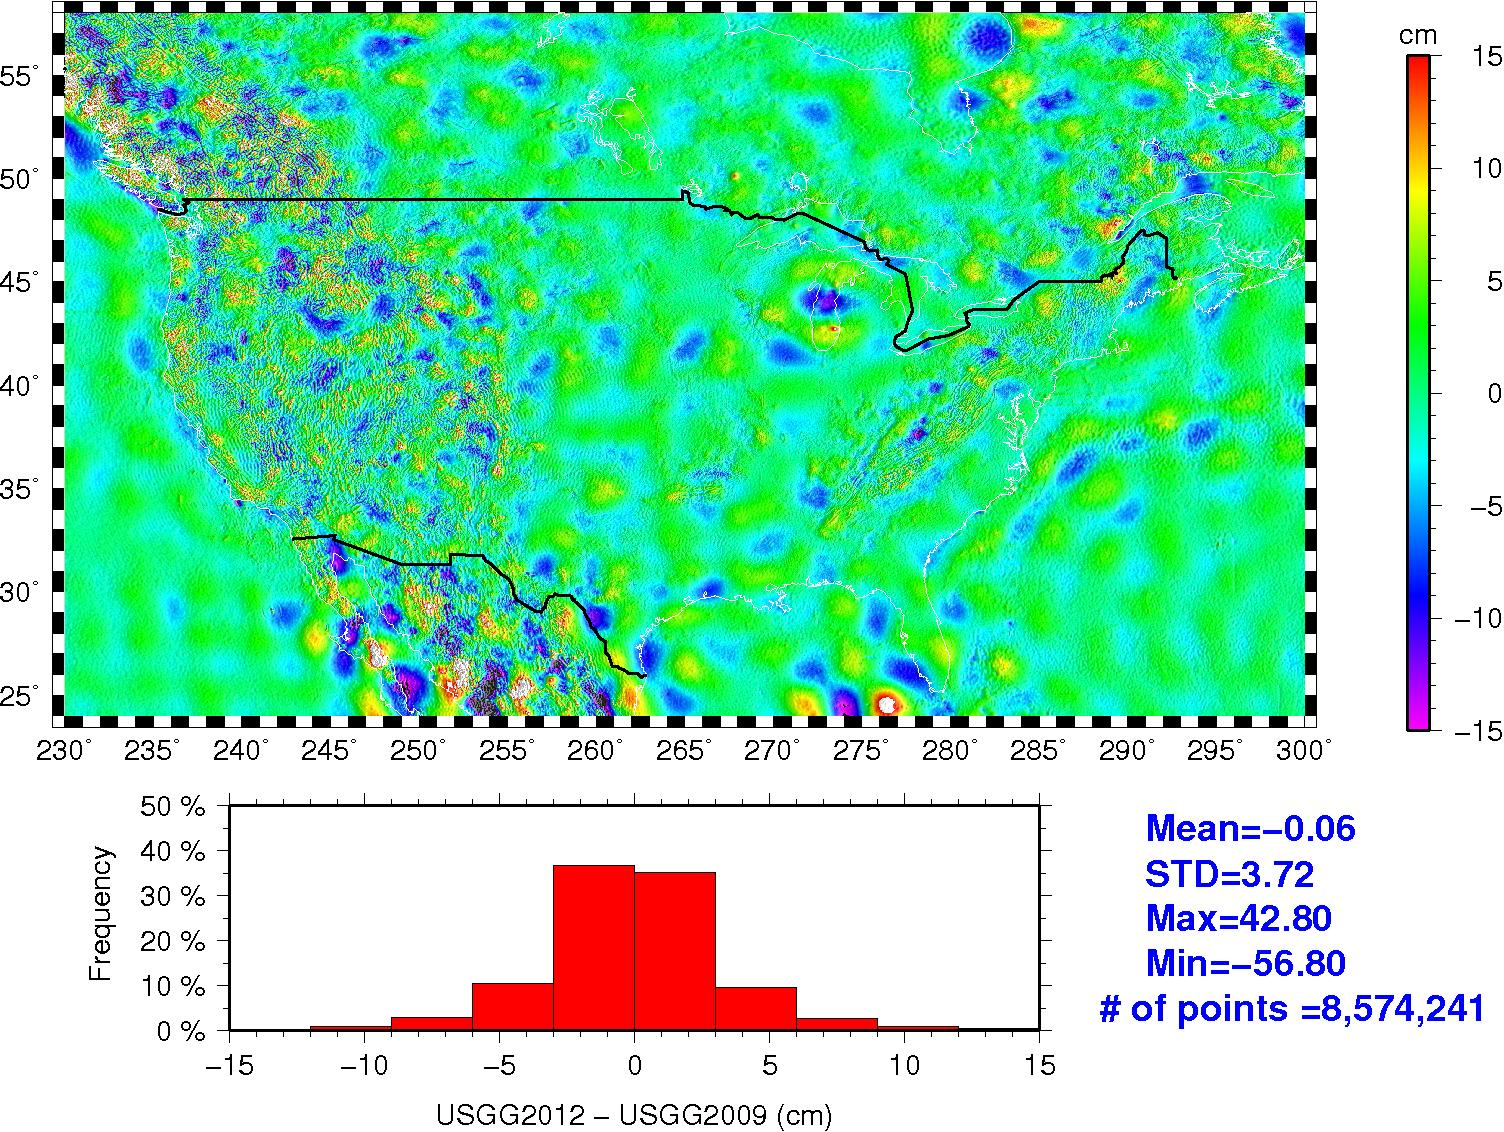 cm
15
10
5
0
−5
−10
−15
55°
50°
45°
40°
35°
30°
25°
230° 235° 240° 245° 250° 255° 260° 265° 270° 275° 280° 285° 290° 295° 300°
50 %
40 %
30 %
20 %
10 %
0 %
Frequency
−15 −10 −5 0 5 10 15
USGG2012 − USGG2009 (cm)
Mean=−0.06
STD=3.72
Max=42.80
Min=−56.80
# of points =8,574,241